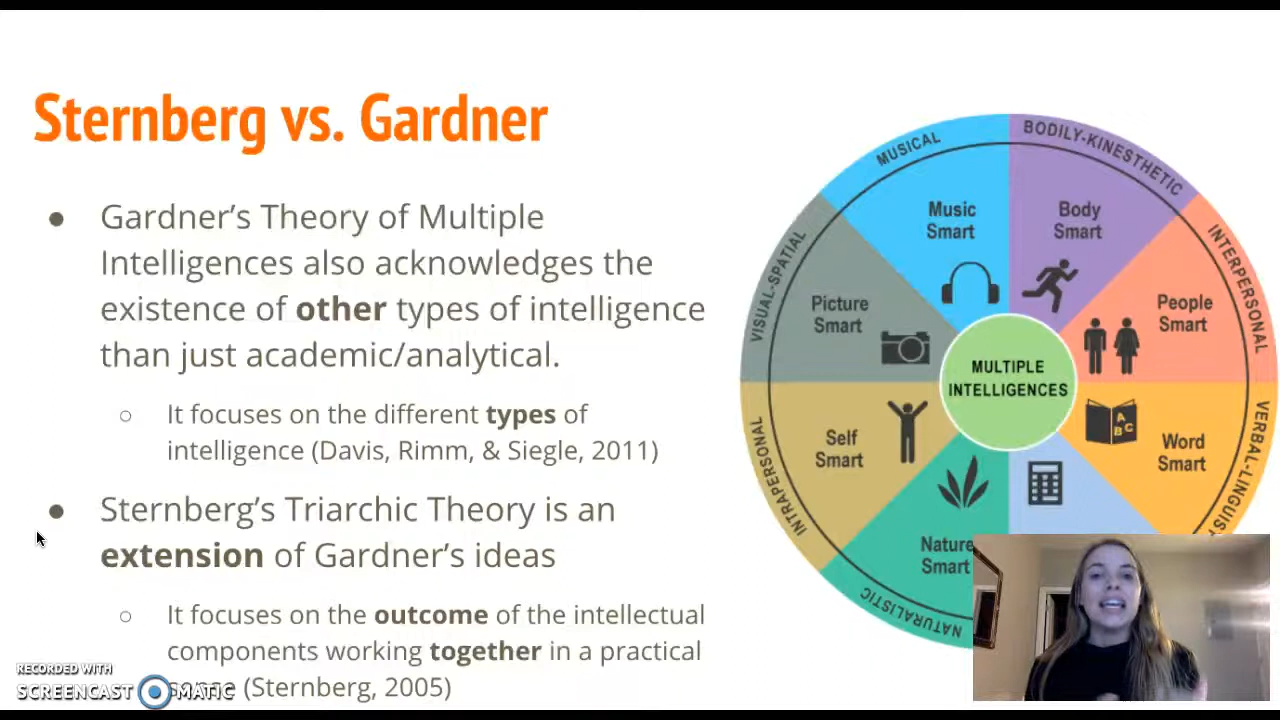 Sternberg vs. Gardner
● Gardner's Theory of Multiple
Intelligences also acknowledges the
existence of other types of intelligence
than just academic/analytical.
○ It focuses on the different types of
intelligence (Davis, Rimm, & Siegle, 2011)
● Sternberg's Triarchic Theory is an
extension of Gardner's ideas
○ It focuses on the outcome of the intellectual
components working together in a practical
(Sternberg, 2005)
RECORDED WITH
SCREENCAST MATIC
MUSICAL
BODILY-KINESTHETIC
INTERPERSONAL
VERBAL-LINGUIST
NATURALISTIC
INTRAPERSONAL
VISUAL-SPATIAL
Music
Smart
Body
Smart
People
Smart
Word
Smart
Nature
Smart
Self
Smart
Picture
Smart
MULTIPLE
INTELLIGENCES
A
B C